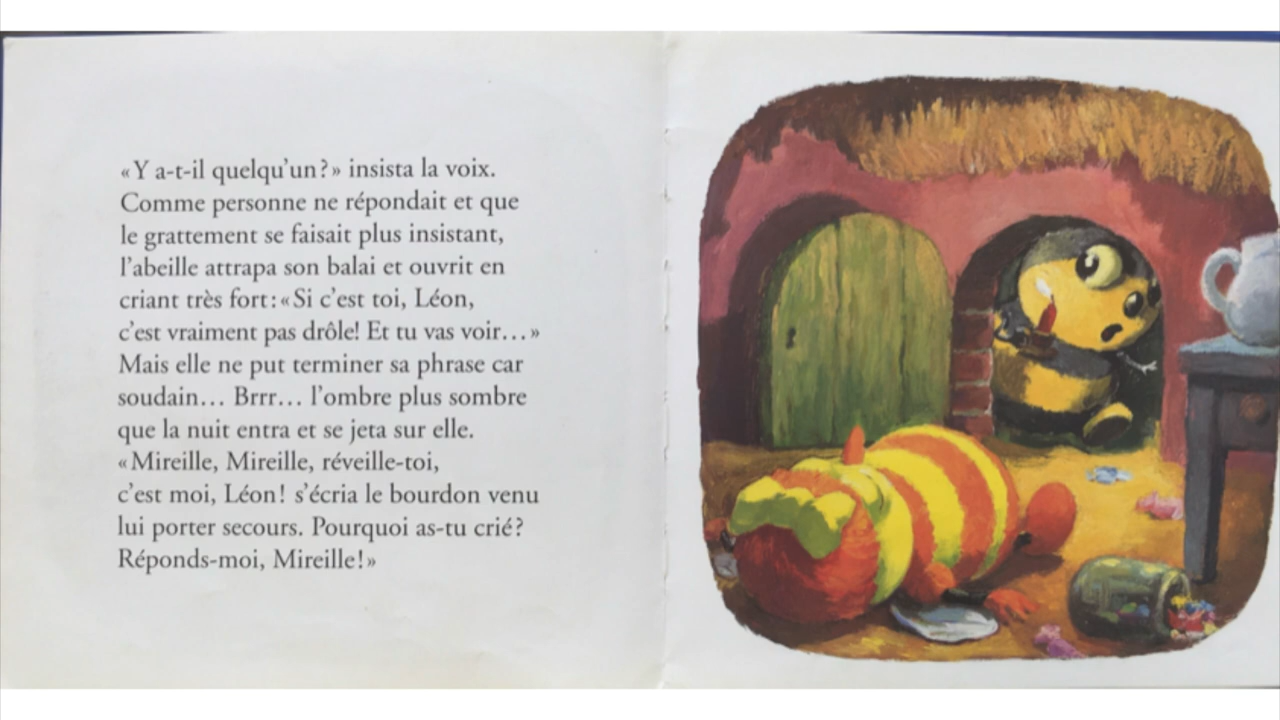 «Y a-t-il quelqu'un?» insista la voix.
Comme personne ne répondait et que
le grattement se faisait plus insistant,
l'abeille attrapa son balai et ouvrit en
criant très fort: «Si c'est toi, Léon,
c'est vraiment pas drôle! Et tu vas voir...»
Mais elle ne put terminer sa phrase car
soudain... Brrr... l'ombre plus sombre
que la nuit entra et se jeta sur elle.
«Mireille, Mireille, réveille-toi,
c'est moi, Léon! s'écria le bourdon venu
lui porter secours. Pourquoi as-tu crié?
Réponds-moi, Mireille!»